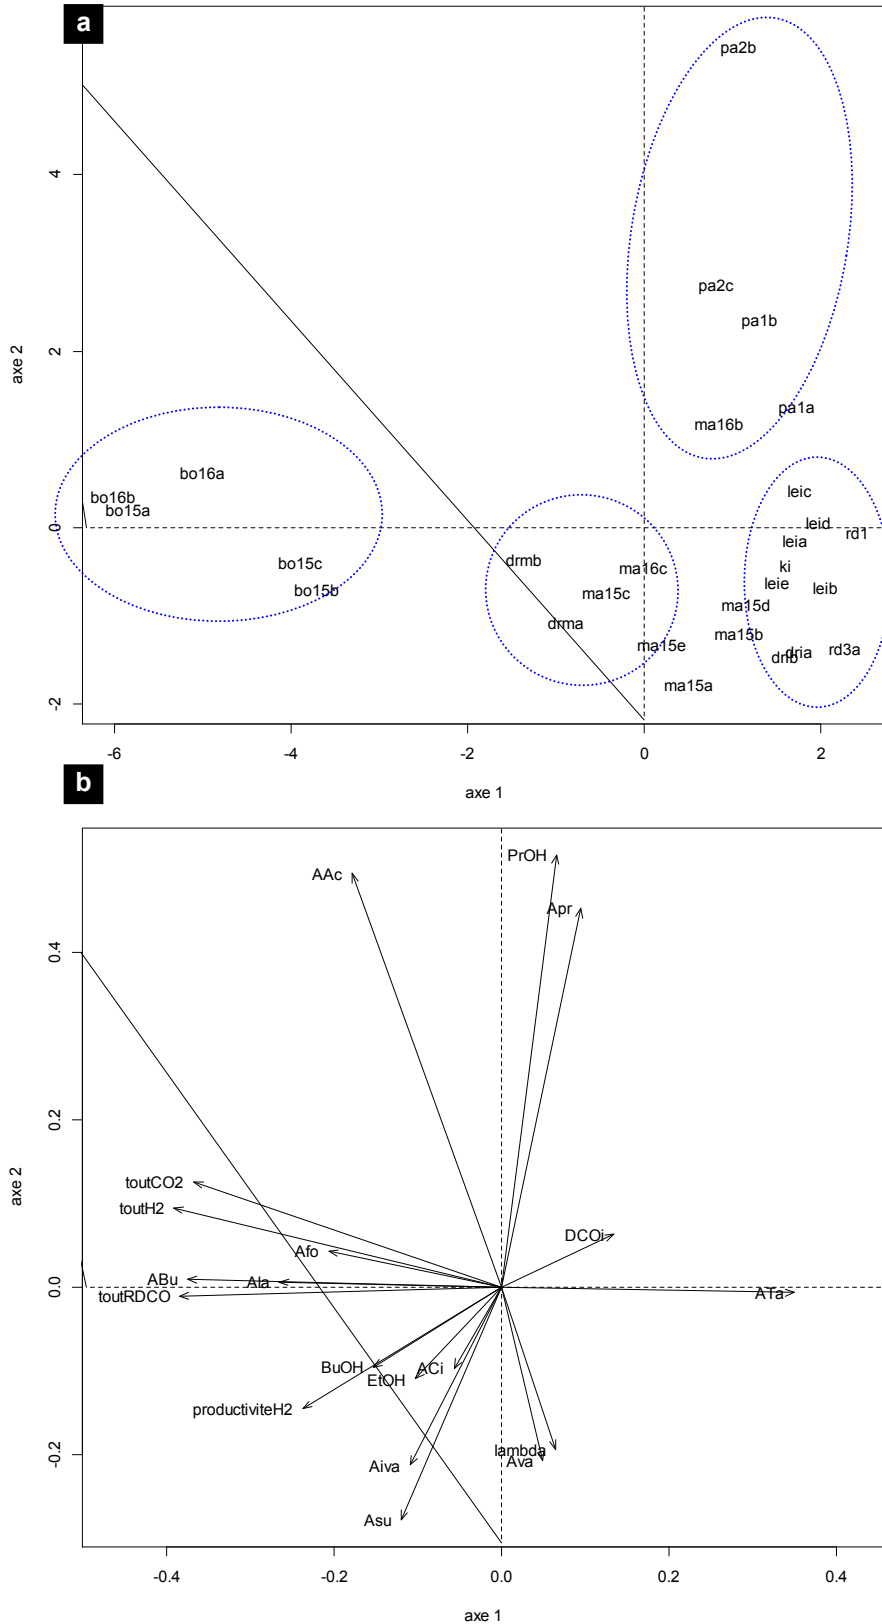 a
pa2b
4
pa2c
pa1b
axe 2
2
pa1a
ma16b
bo16a
leic
bo16b
bo15a
leid
rd1
0
leia
drmb
bo15c
ma16c
ki
leie
leib
bo15b
ma15c
ma15d
drma
ma15b
ma15e
rd3a
dria
drib
ma15a
-2
-6 -4 -2 0 2
axe 1
b
PrOH
AAc
Apr
0.4
0.2
axe 2
toutCO2
toutH2
DCOi
Afo
ABu
Ala
0.0
toutRDCO
ATa
BuOH
ACi
EtOH
productiviteH2
lambda
-0.2
Aiva
Ava
Asu
-0.4 -0.2 0.0 0.2 0.4
axe 1